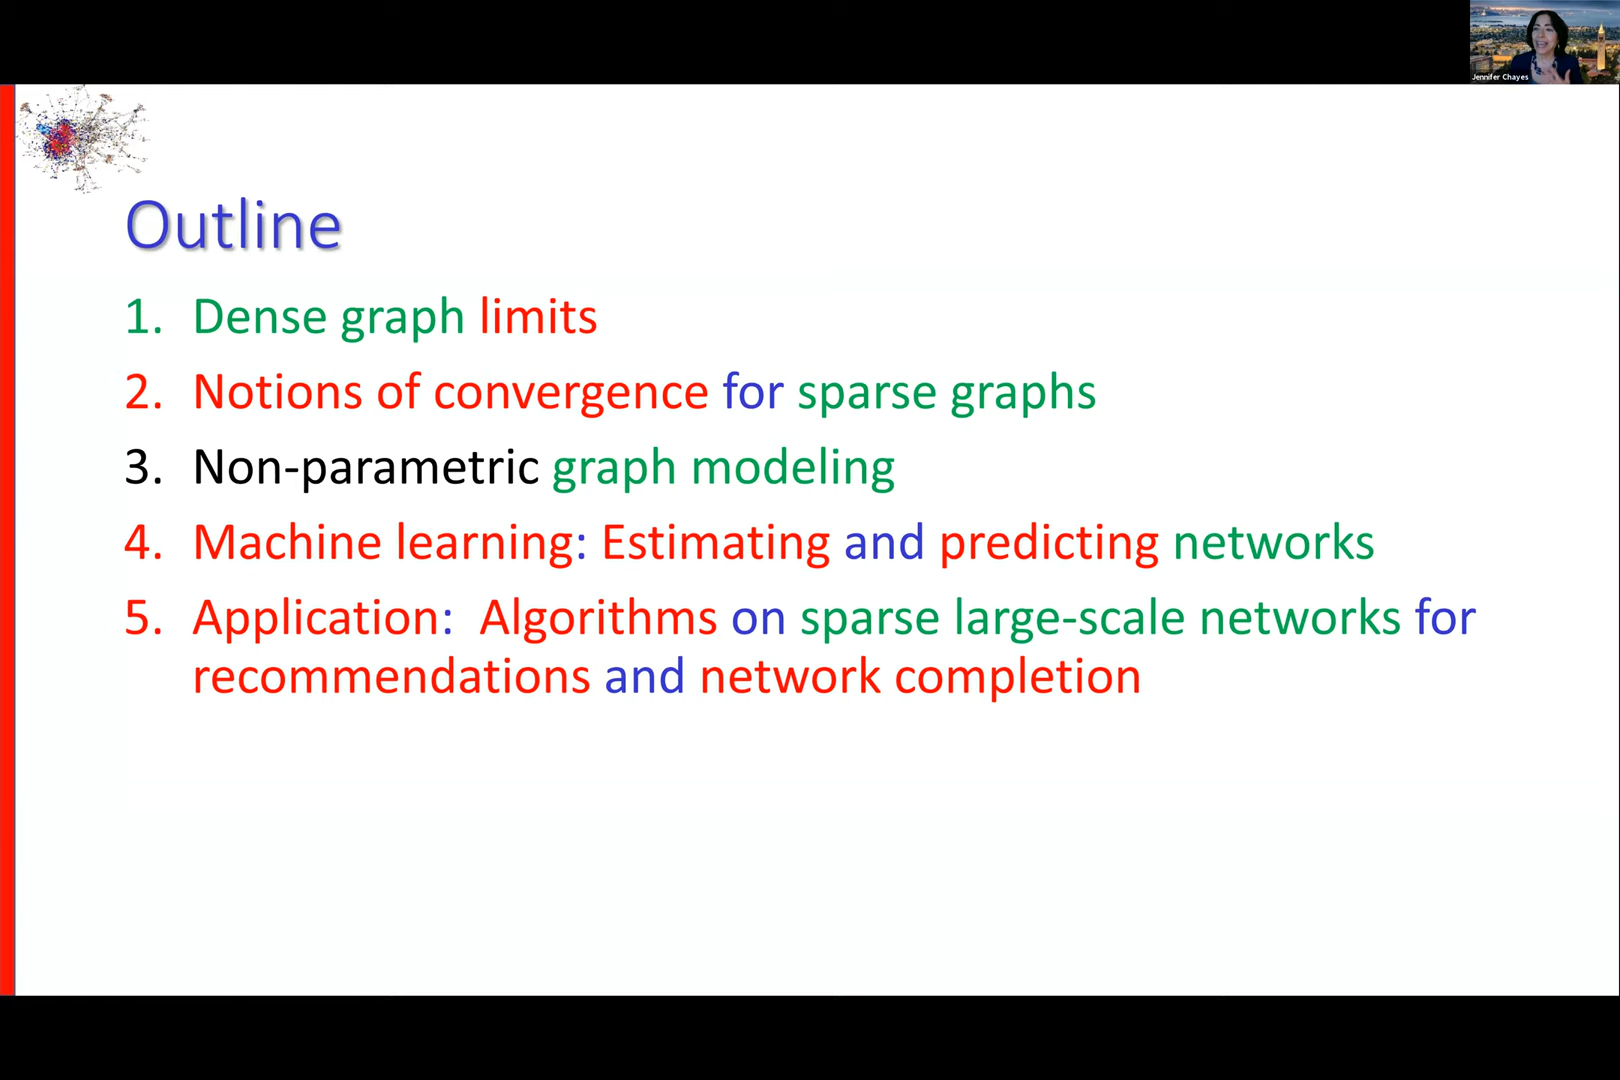 Jennifer Chayes
Outline
1. Dense graph limits
2. Notions of convergence for sparse graphs
3. Non-parametric graph modeling
4. Machine learning: Estimating and predicting networks
5. Application: Algorithms on sparse large-scale networks for
recommendations and network completion